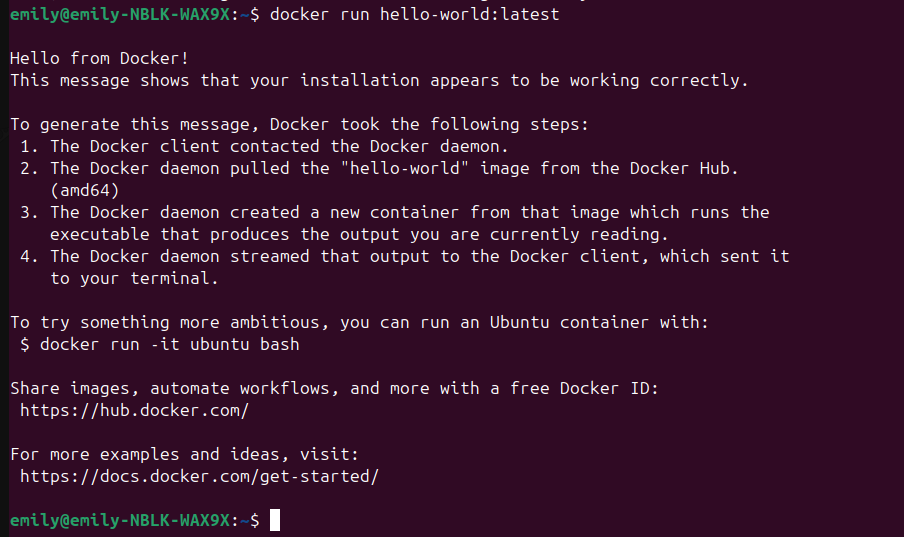 emily@emily-NBLK-WAX9X:~$ docker run hello-world:latest
Hello from Docker!
This message shows that your installation appears to be working correctly.
To generate this message, Docker took the following steps:
1. The Docker client contacted the Docker daemon.
2. The Docker daemon pulled the "hello-world" image from the Docker Hub.
(amd64)
3. The Docker daemon created a new container from that image which runs the
executable that produces the output you are currently reading.
4. The Docker daemon streamed that output to the Docker client, which sent it
to your terminal.
To try something more ambitious, you can run an Ubuntu container with:
$ docker run -it ubuntu bash
Share images, automate workflows, and more with a free Docker ID:
https://hub.docker.com/
For more examples and ideas, visit:
https://docs.docker.com/get-started/
emily@emily-NBLK-WAX9X:~$